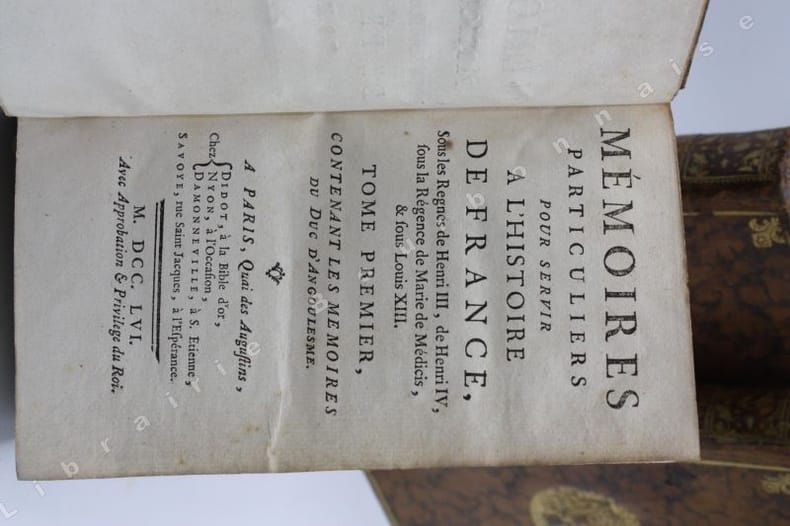 MÉMOIRES
PARTICULIERS
POUR SERVIR
A L'HISTOIRE
DE FRANCE,
Sous les Regnes de Henri III, de Henri IV,
ſous la Régence de Marie de Médicis,
& ſous Louis XIII.
TOME PREMIER,
CONTENANT LES MEMOIRES
DU DUC D'ANGOULESME.
A PARIS, Quai des Auguſtins,
Chez { DIDOT, à la Bible d'or,
NYON, à l'Occaſion,
DAMONNEVILLE, à S. Etienne,
SAVOYE, rue Saint Jacques, à l'Eſpérance.
M. DCC. LVI.
Avec Approbation & Privilege du Roi.
Librairie